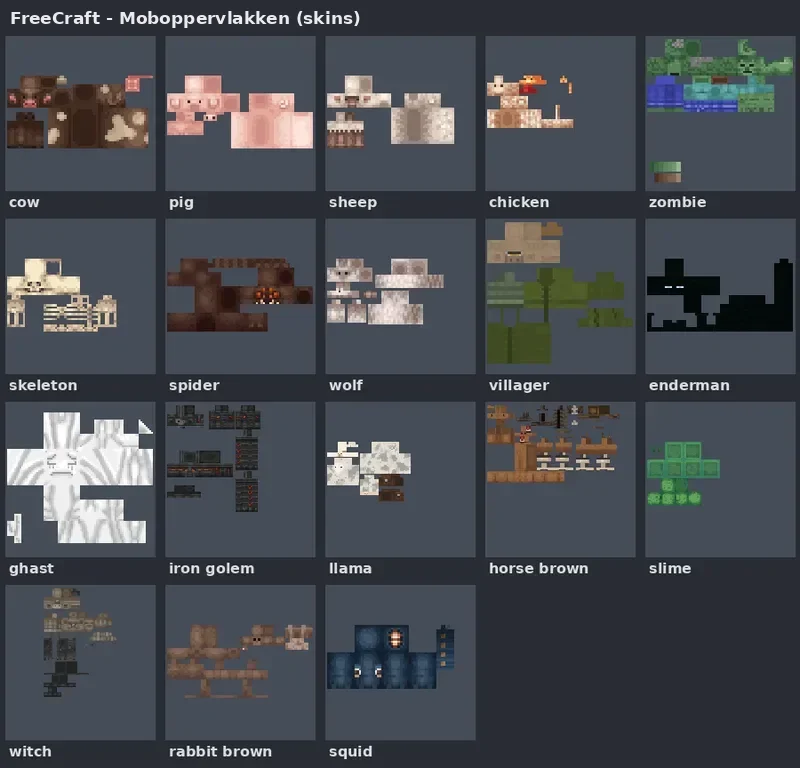 FreeCraft - Moboppervlakken (skins)
cow
pig
sheep
chicken
zombie
skeleton
spider
wolf
villager
enderman
ghast
iron golem
llama
horse brown
slime
witch
rabbit brown
squid